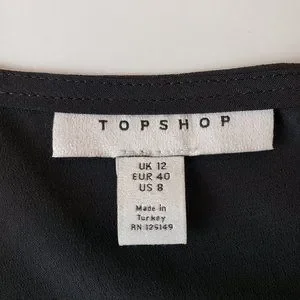 TOPSHOP
UK 12
EUR 40
US 8
Made in
Turkey
RN 125149